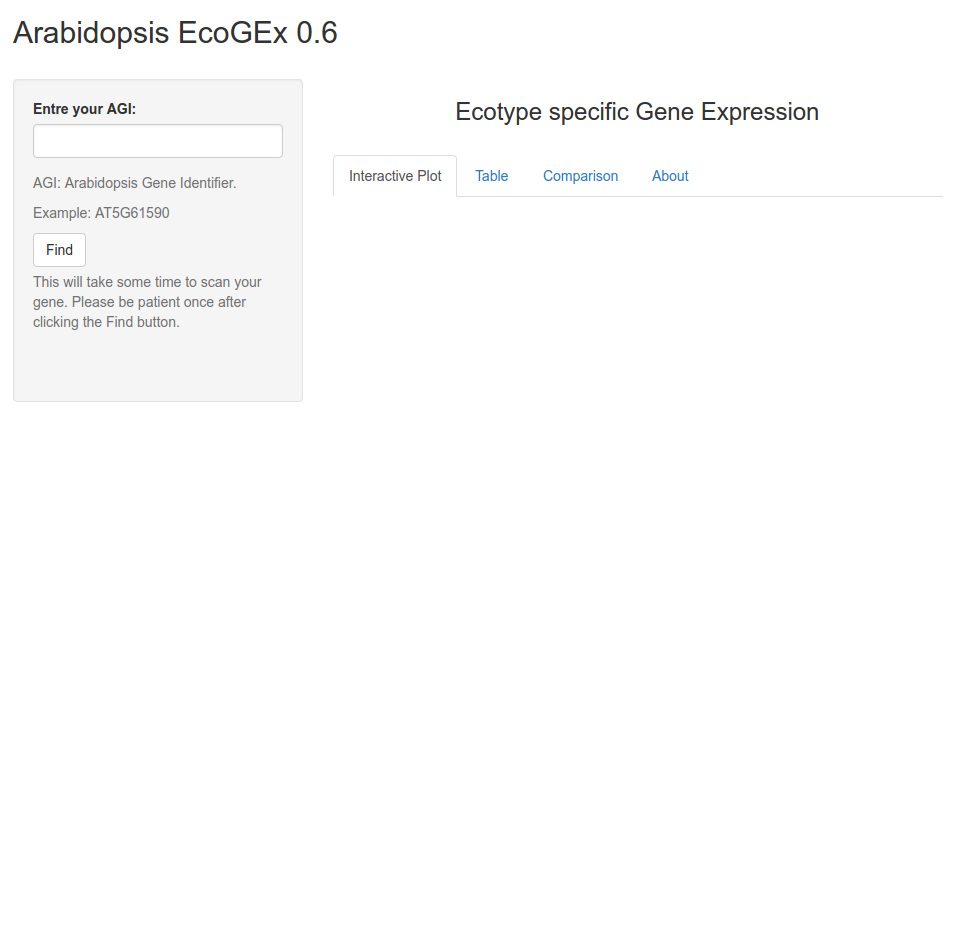 Arabidopsis EcoGEx 0.6
Entre your AGI:
AGI: Arabidopsis Gene Identifier.
Example: AT5G61590
Find
This will take some time to scan your
gene. Please be patient once after
clicking the Find button.
Ecotype specific Gene Expression
Interactive Plot Table Comparison About